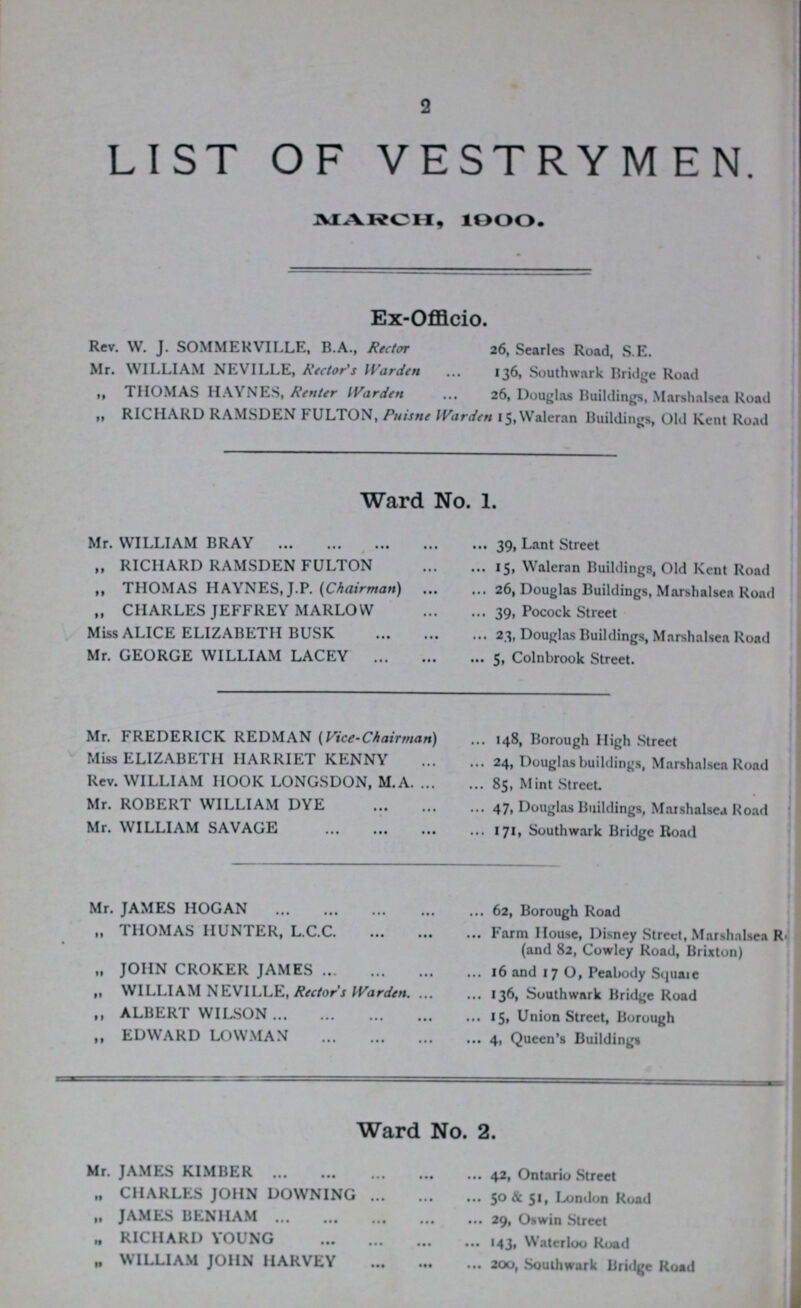 2
LIST OF VESTRYMEN.
MARCH, 1900.
Ex-Officio.
Rev. W. J. SOMMERVILLE, B.A., Rector 26, Searles Road, S.E.
Mr. WILLIAM NEVILLE, Rector's Warden ... 136, Southwark Bridge Road
„ THOMAS HAYNES, Renter Warden ... 26, Douglas Buildings, Marshalsea Road
„ RICHARD RAMSDEN FULTON, Puisne Warden 15, Waleran Buildings, Old Kent Road
Ward No. 1.
Mr. WILLIAM BRAY ... ... ... ... ... 39, Lant Street
„ RICHARD RAMSDEN FULTON ... ... 15, Waleran Buildings, Old Kent Road
„ THOMAS HAYNES, J.P. (Chairman) ... ... 26, Douglas Buildings, Marshalsea Road
„ CHARLES JEFFREY MARLOW ... ... 39, Pocock Street
Miss ALICE ELIZABETH BUSK ... ... ... 23, Douglas Buildings, Marshalsea Road
Mr. GEORGE WILLIAM LACEY ... ... ... 5, Colnbrook Street.
Mr. FREDERICK REDMAN (Vice-Chairman) ... 148, Borough High Street
Miss ELIZABETH HARRIET KENNY ... ... 24, Douglas buildings, Marshalsea Road
Rev. WILLIAM HOOK LONGSDON, M.A. ... ... 85, Mint Street.
Mr. ROBERT WILLIAM DYE ... ... ... 47, Douglas Buildings, Marshalsea Road
Mr. WILLIAM SAVAGE ... ... ... ... 171, Southwark Bridge Road
Mr. JAMES HOGAN ... ... ... ... ... 62, Borough Road
„ THOMAS HUNTER, L.C.C. ... ... ... Farm House, Disney Street, Marshalsea R
(and 82, Cowley Road, Brixton)
„ JOHN CROKER JAMES ... ... ... ... 16 and 17 O, Peabody Square
„ WILLIAM NEVILLE, Rector's Warden. ... ... 136, Southwark Bridge Road
„ ALBERT WILSON ... ... ... ... ... 15, Union Street, Borough
„ EDWARD LOWMAN ... ... ... ... 4, Queen's Buildings
Ward No. 2.
Mr. JAMES KIMBER ... ... ... ... ... 42, Ontario Street
„ CHARLES JOHN DOWNING ... ... ... 50 & 51, London Road
„ JAMES BENHAM ... ... ... ... ... 29, Oswin Street
„ RICHARD YOUNG ... ... ... ... 143, Waterloo Road
„ WILLIAM JOHN HARVEY ... ... ... 200, Southwark Bridge Road